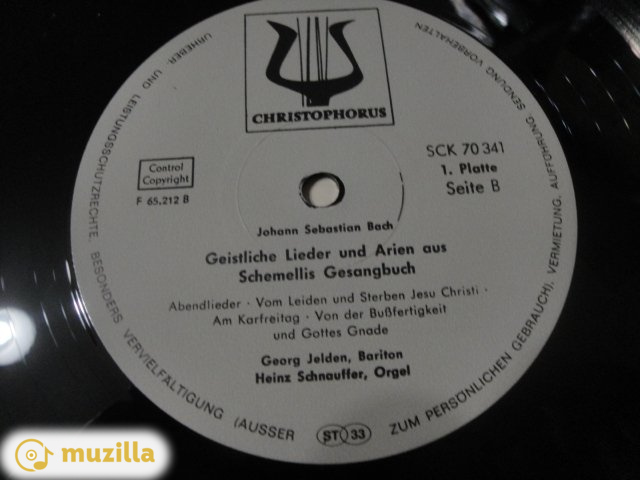 CHRISTOPHORUS
SCK 70 341
1. Platte
Seite B
Control
Copyright
F 65.212 B
Johann Sebastian Bach
Geistliche Lieder und Arien aus
Schemellis Gesangbuch
Abendlieder · Vom Leiden und Sterben Jesu Christi ·
Am Karfreitag · Von der Bußfertigkeit
und Gottes Gnade
Georg Jelden, Bariton
Heinz Schnauffer, Orgel
URHEBER- UND LEISTUNGSSCHUTZRECHTE, BESONDERS VERVIELFÄLTIGUNG (AUSSER ZUM PERSÖNLICHEN GEBRAUCH), VERMIETUNG, AUFFÜHRUNG, SENDUNG VORBEHALTEN
ST 33
muzilla